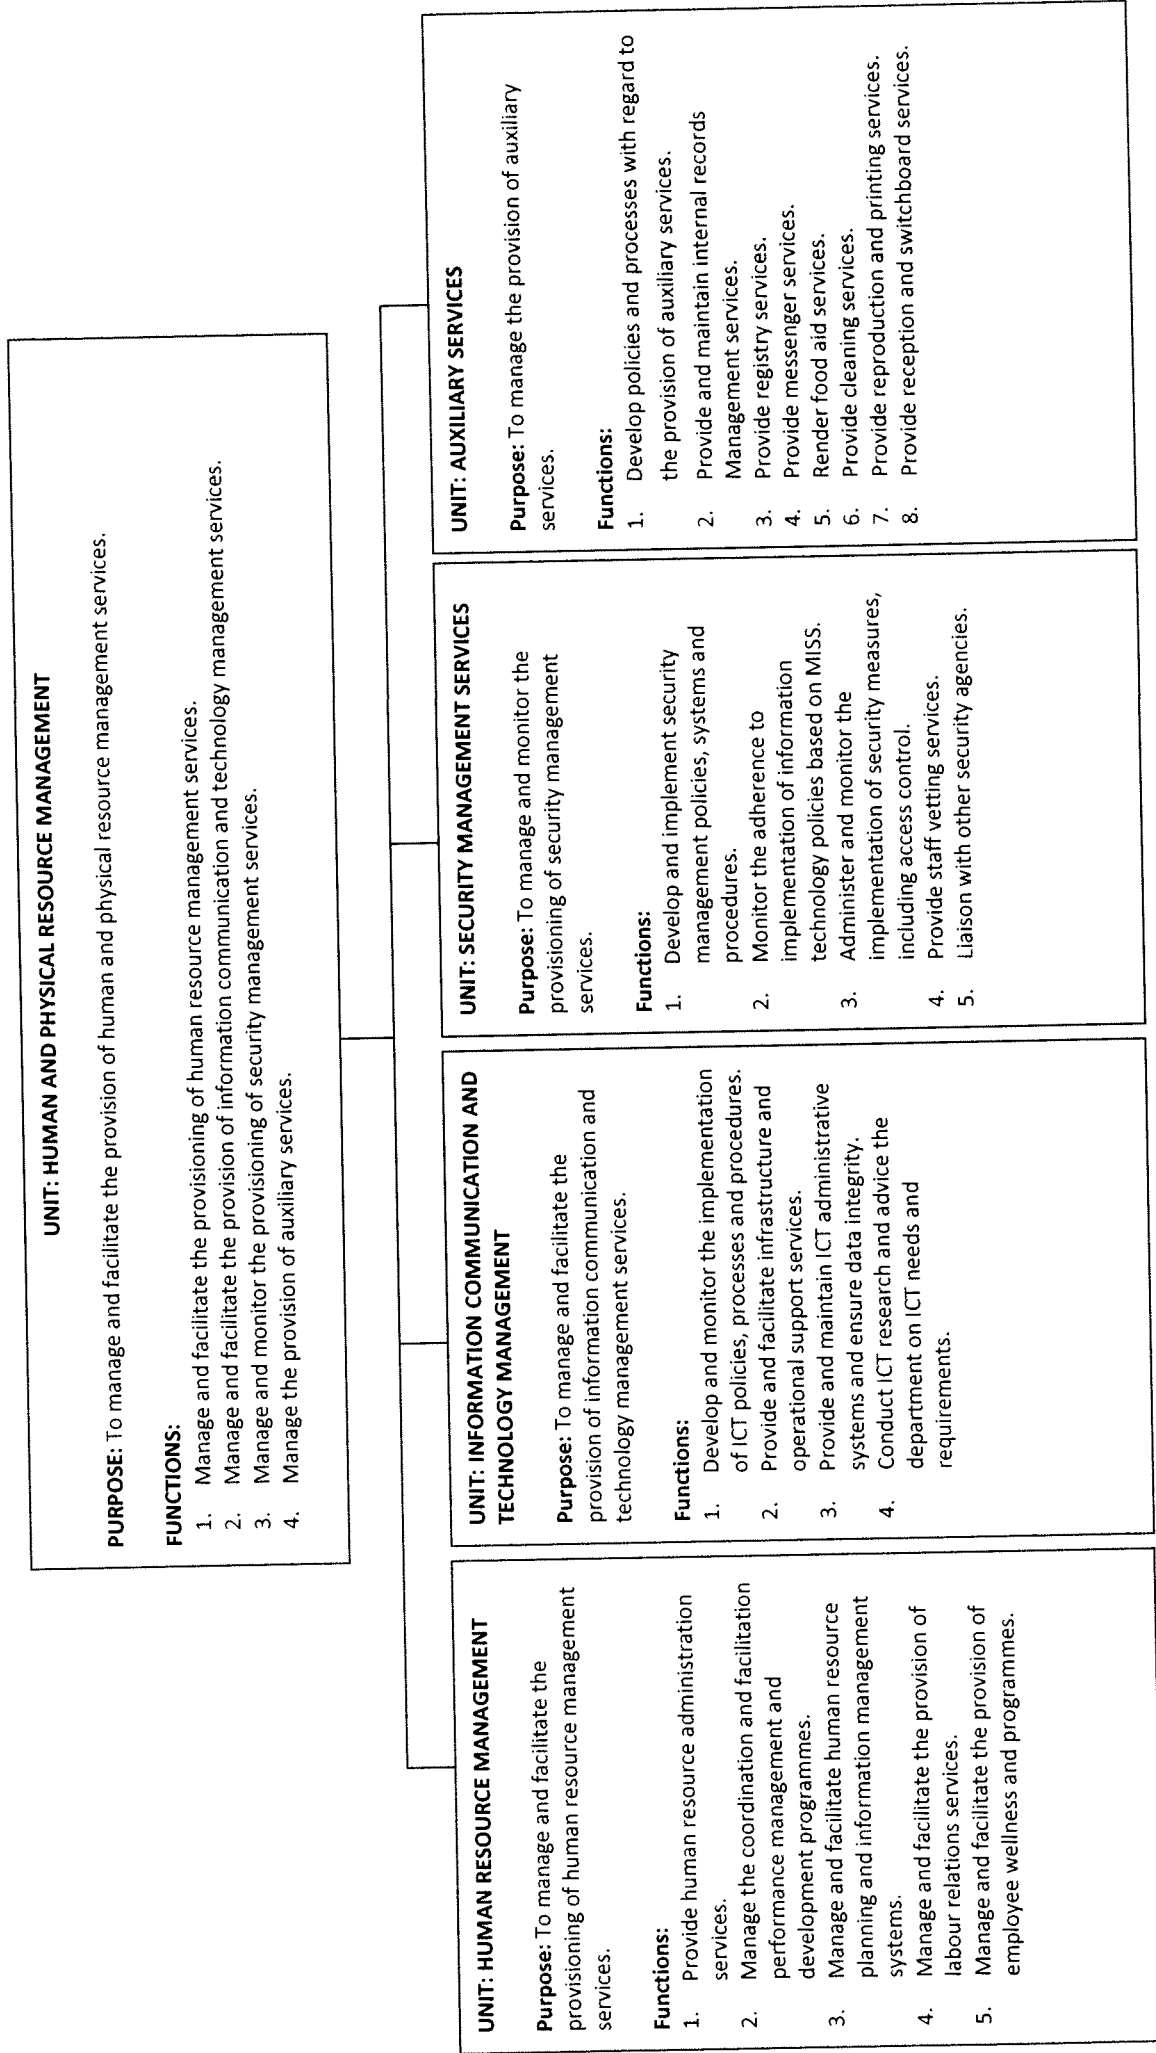 UNIT: HUMAN AND PHYSICAL RESOURCE MANAGEMENT
PURPOSE: To manage and facilitate the provision of human and physical resource management services.
FUNCTIONS:
1. Manage and facilitate the provisioning of human resource management services.
2. Manage and facilitate the provision of information communication and technology management services.
3. Manage and monitor the provisioning of security management services.
4. Manage the provision of auxiliary services.
UNIT: HUMAN RESOURCE MANAGEMENT
Purpose: To manage and facilitate the
provisioning of human resource management
services.
Functions:
1. Provide human resource administration
services.
2. Manage the coordination and facilitation
performance management and
development programmes.
3. Manage and facilitate human resource
planning and information management
systems.
4. Manage and facilitate the provision of
labour relations services.
5. Manage and facilitate the provision of
employee wellness and programmes.
UNIT: INFORMATION COMMUNICATION AND
TECHNOLOGY MANAGEMENT
Purpose: To manage and facilitate the
provision of information communication and
technology management services.
Functions:
1. Develop and monitor the implementation
of ICT policies, processes and procedures.
2. Provide and facilitate infrastructure and
operational support services.
3. Provide and maintain ICT administrative
systems and ensure data integrity.
4. Conduct ICT research and advice the
department on ICT needs and
requirements.
UNIT: SECURITY MANAGEMENT SERVICES
Purpose: To manage and monitor the
provisioning of security management
services.
Functions:
1. Develop and implement security
management policies, systems and
procedures.
2. Monitor the adherence to
implementation of information
technology policies based on MISS.
3. Administer and monitor the
implementation of security measures,
including access control.
4. Provide staff vetting services.
5. Liaison with other security agencies.
UNIT: AUXILIARY SERVICES
Purpose: To manage the provision of auxiliary
services.
Functions:
1. Develop policies and processes with regard to
the provision of auxiliary services.
2. Provide and maintain internal records
Management services.
3. Provide registry services.
4. Provide messenger services.
5. Render food aid services.
6. Provide cleaning services.
7. Provide reproduction and printing services.
8. Provide reception and switchboard services.